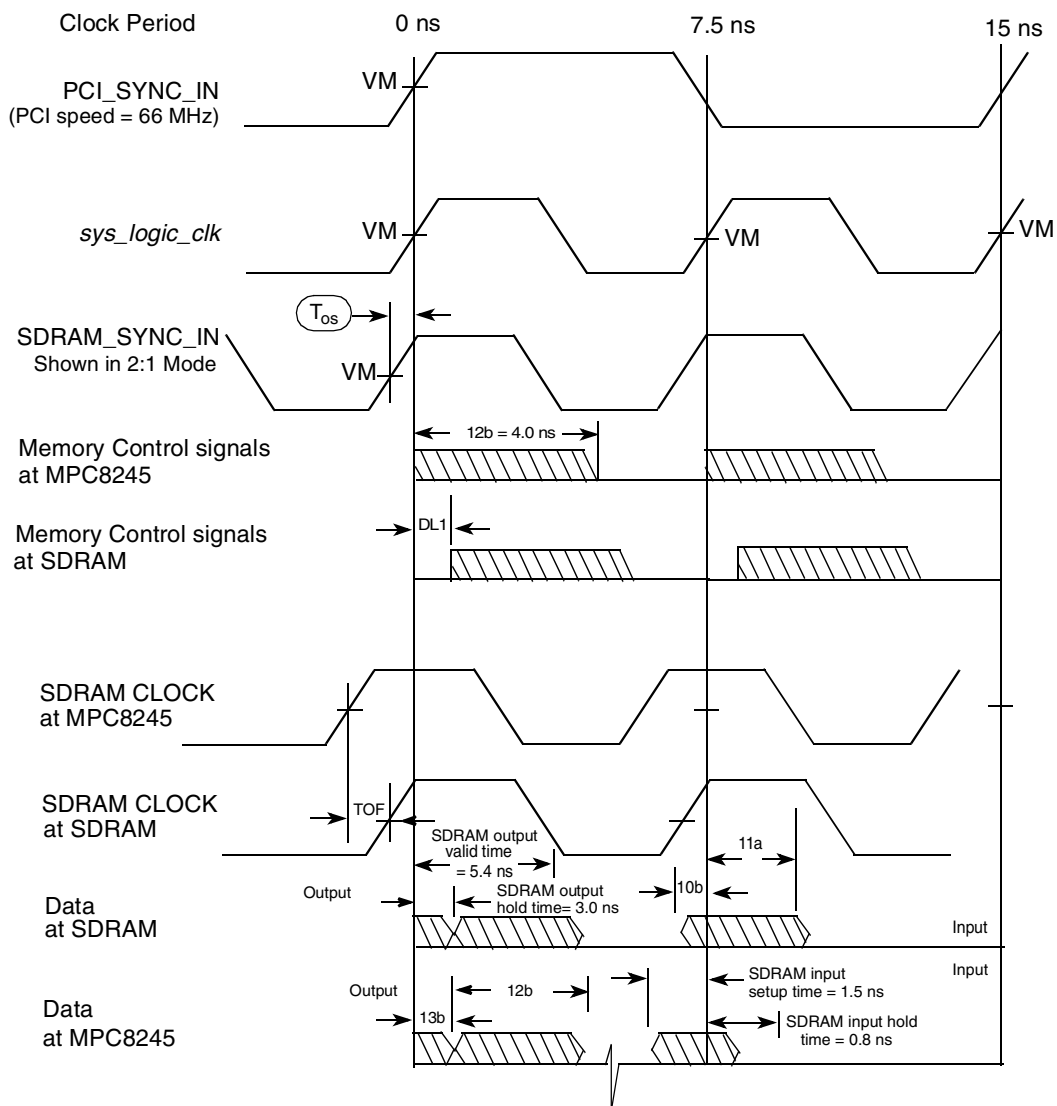 Clock Period
0 ns
7.5 ns
15 ns
PCI_SYNC_IN
(PCI speed = 66 MHz)
VM
sys_logic_clk
VM
VM
VM
Tos
SDRAM_SYNC_IN
Shown in 2:1 Mode
VM
12b = 4.0 ns
Memory Control signals
at MPC8245
DL1
Memory Control signals
at SDRAM
SDRAM CLOCK
at MPC8245
SDRAM CLOCK
at SDRAM
TOF
SDRAM output
valid time
= 5.4 ns
11a
Data
at SDRAM
Output
SDRAM output
hold time= 3.0 ns
10b
Input
Data
at MPC8245
Output
13b
12b
Input
SDRAM input
setup time = 1.5 ns
SDRAM input hold
time = 0.8 ns